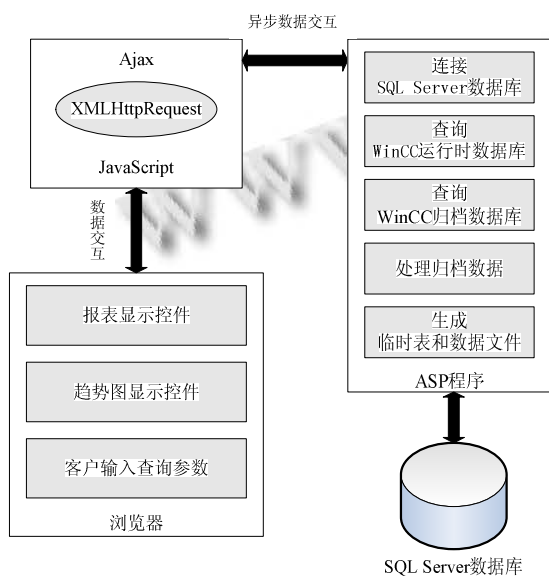 异步数据交互
Ajax
XMLHttpRequest
JavaScript
数据交互
报表显示控件
趋势图显示控件
客户输入查询参数
浏览器
连接
SQL Server数据库
查询
WinCC运行时数据库
查询
WinCC归档数据库
处理归档数据
生成
临时表和数据文件
ASP程序
SQL Server数据库